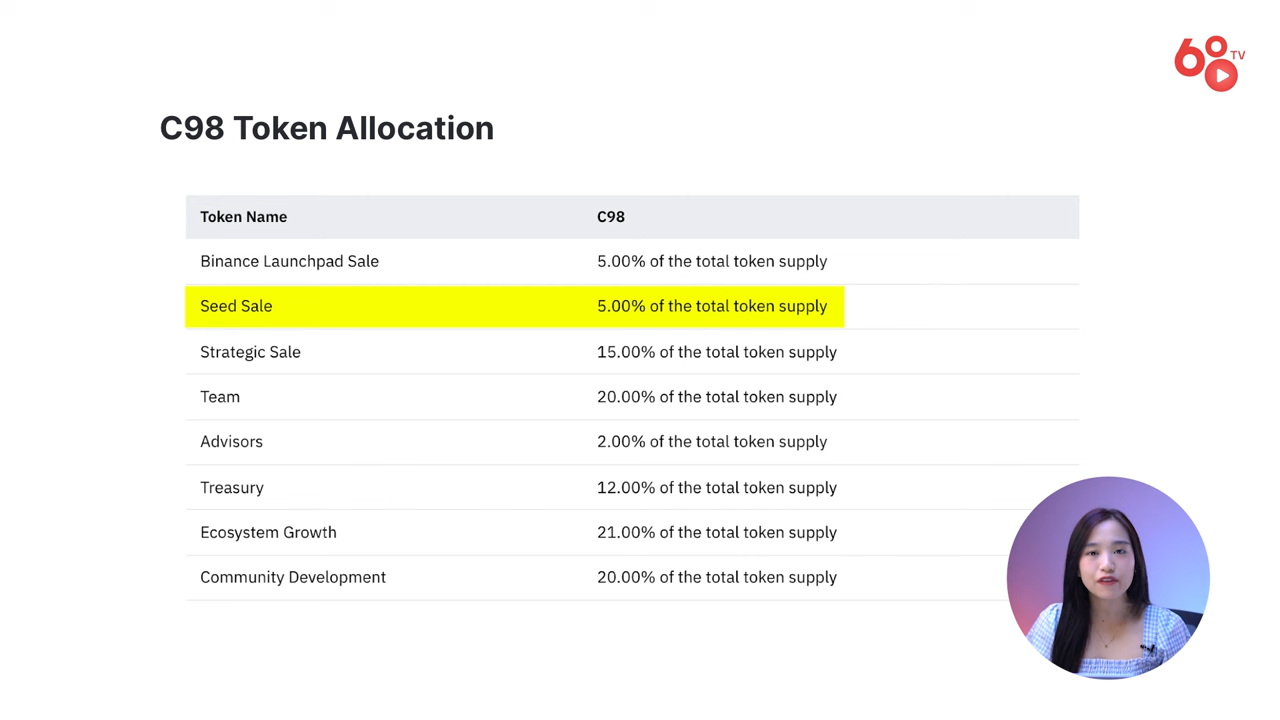 68 TV
C98 Token Allocation
Token Name C98
Binance Launchpad Sale 5.00% of the total token supply
Seed Sale 5.00% of the total token supply
Strategic Sale 15.00% of the total token supply
Team 20.00% of the total token supply
Advisors 2.00% of the total token supply
Treasury 12.00% of the total token supply
Ecosystem Growth 21.00% of the total token supply
Community Development 20.00% of the total token supply